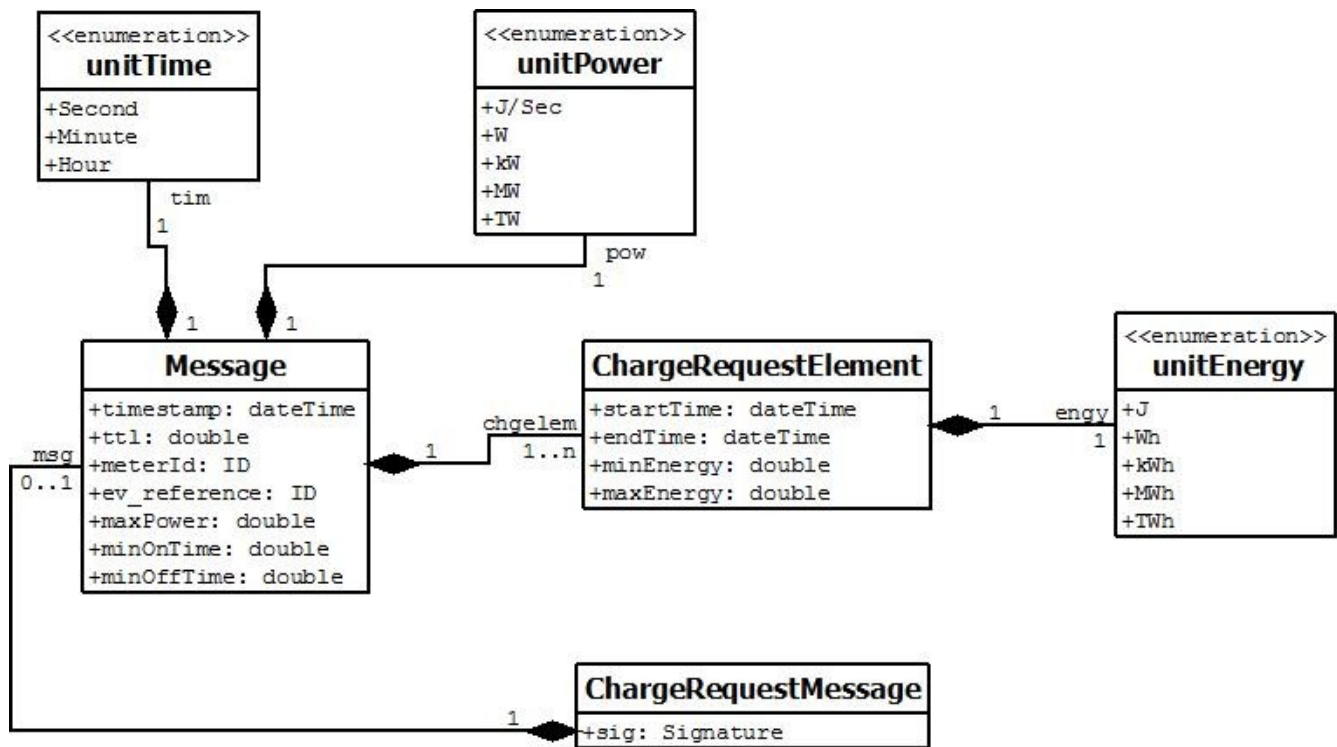 <<enumeration>>
unitTime
+Second
+Minute
+Hour
tim
1
1
<<enumeration>>
unitPower
+J/Sec
+W
+kW
+MW
+TW
pow
1
1
Message
+timestamp: dateTime
+ttl: double
+meterId: ID
+ev_reference: ID
+maxPower: double
+minOnTime: double
+minOffTime: double
msg
0..1
1
chgelem
1..n
ChargeRequestElement
+startTime: dateTime
+endTime: dateTime
+minEnergy: double
+maxEnergy: double
1
engy
1
<<enumeration>>
unitEnergy
+J
+Wh
+kWh
+MWh
+TWh
1
ChargeRequestMessage
+sig: Signature